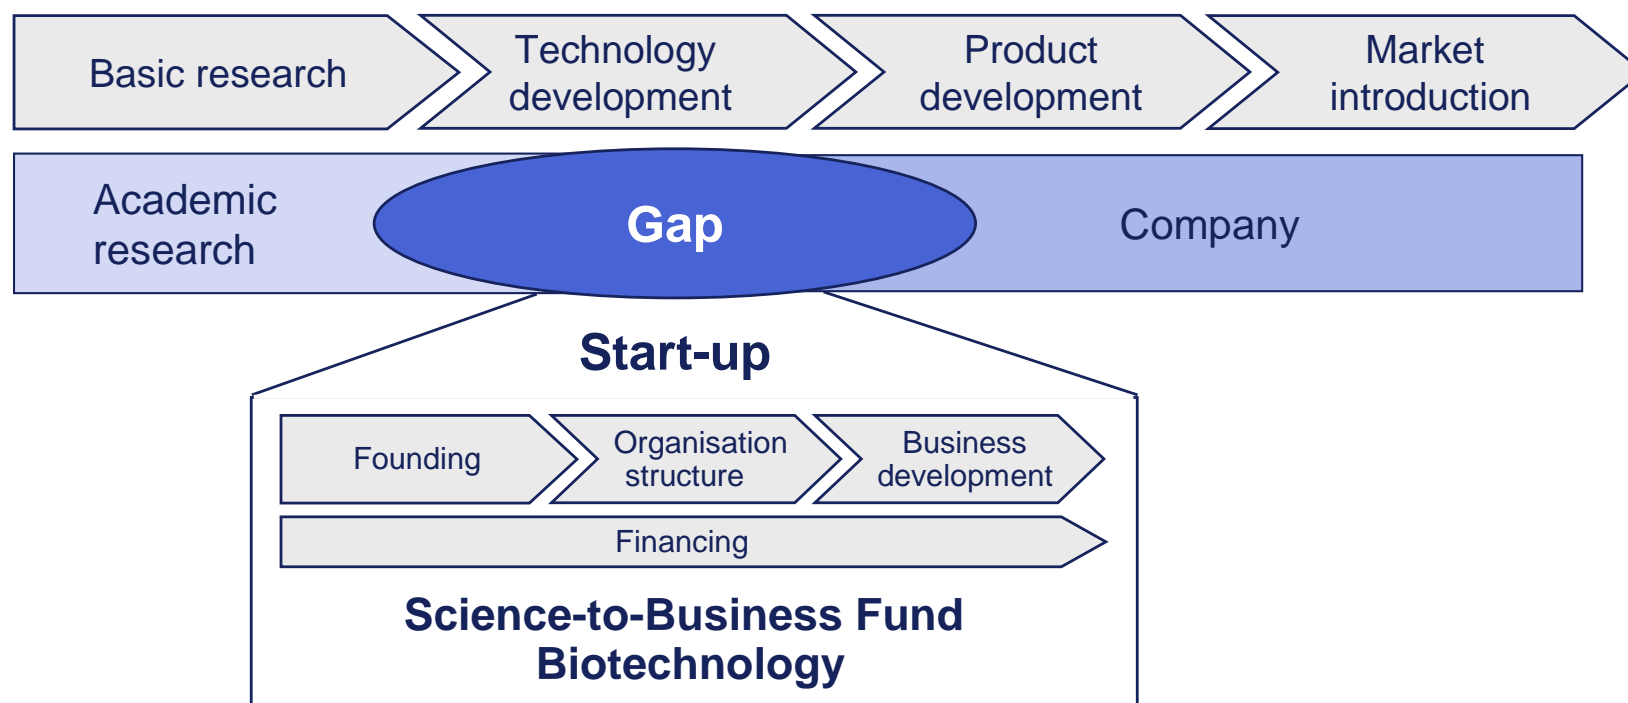 Basic research
Technology
development
Product
development
Market
introduction
Academic
research
Gap
Company
Start-up
Founding
Organisation
structure
Business
development
Financing
Science-to-Business Fund
Biotechnology